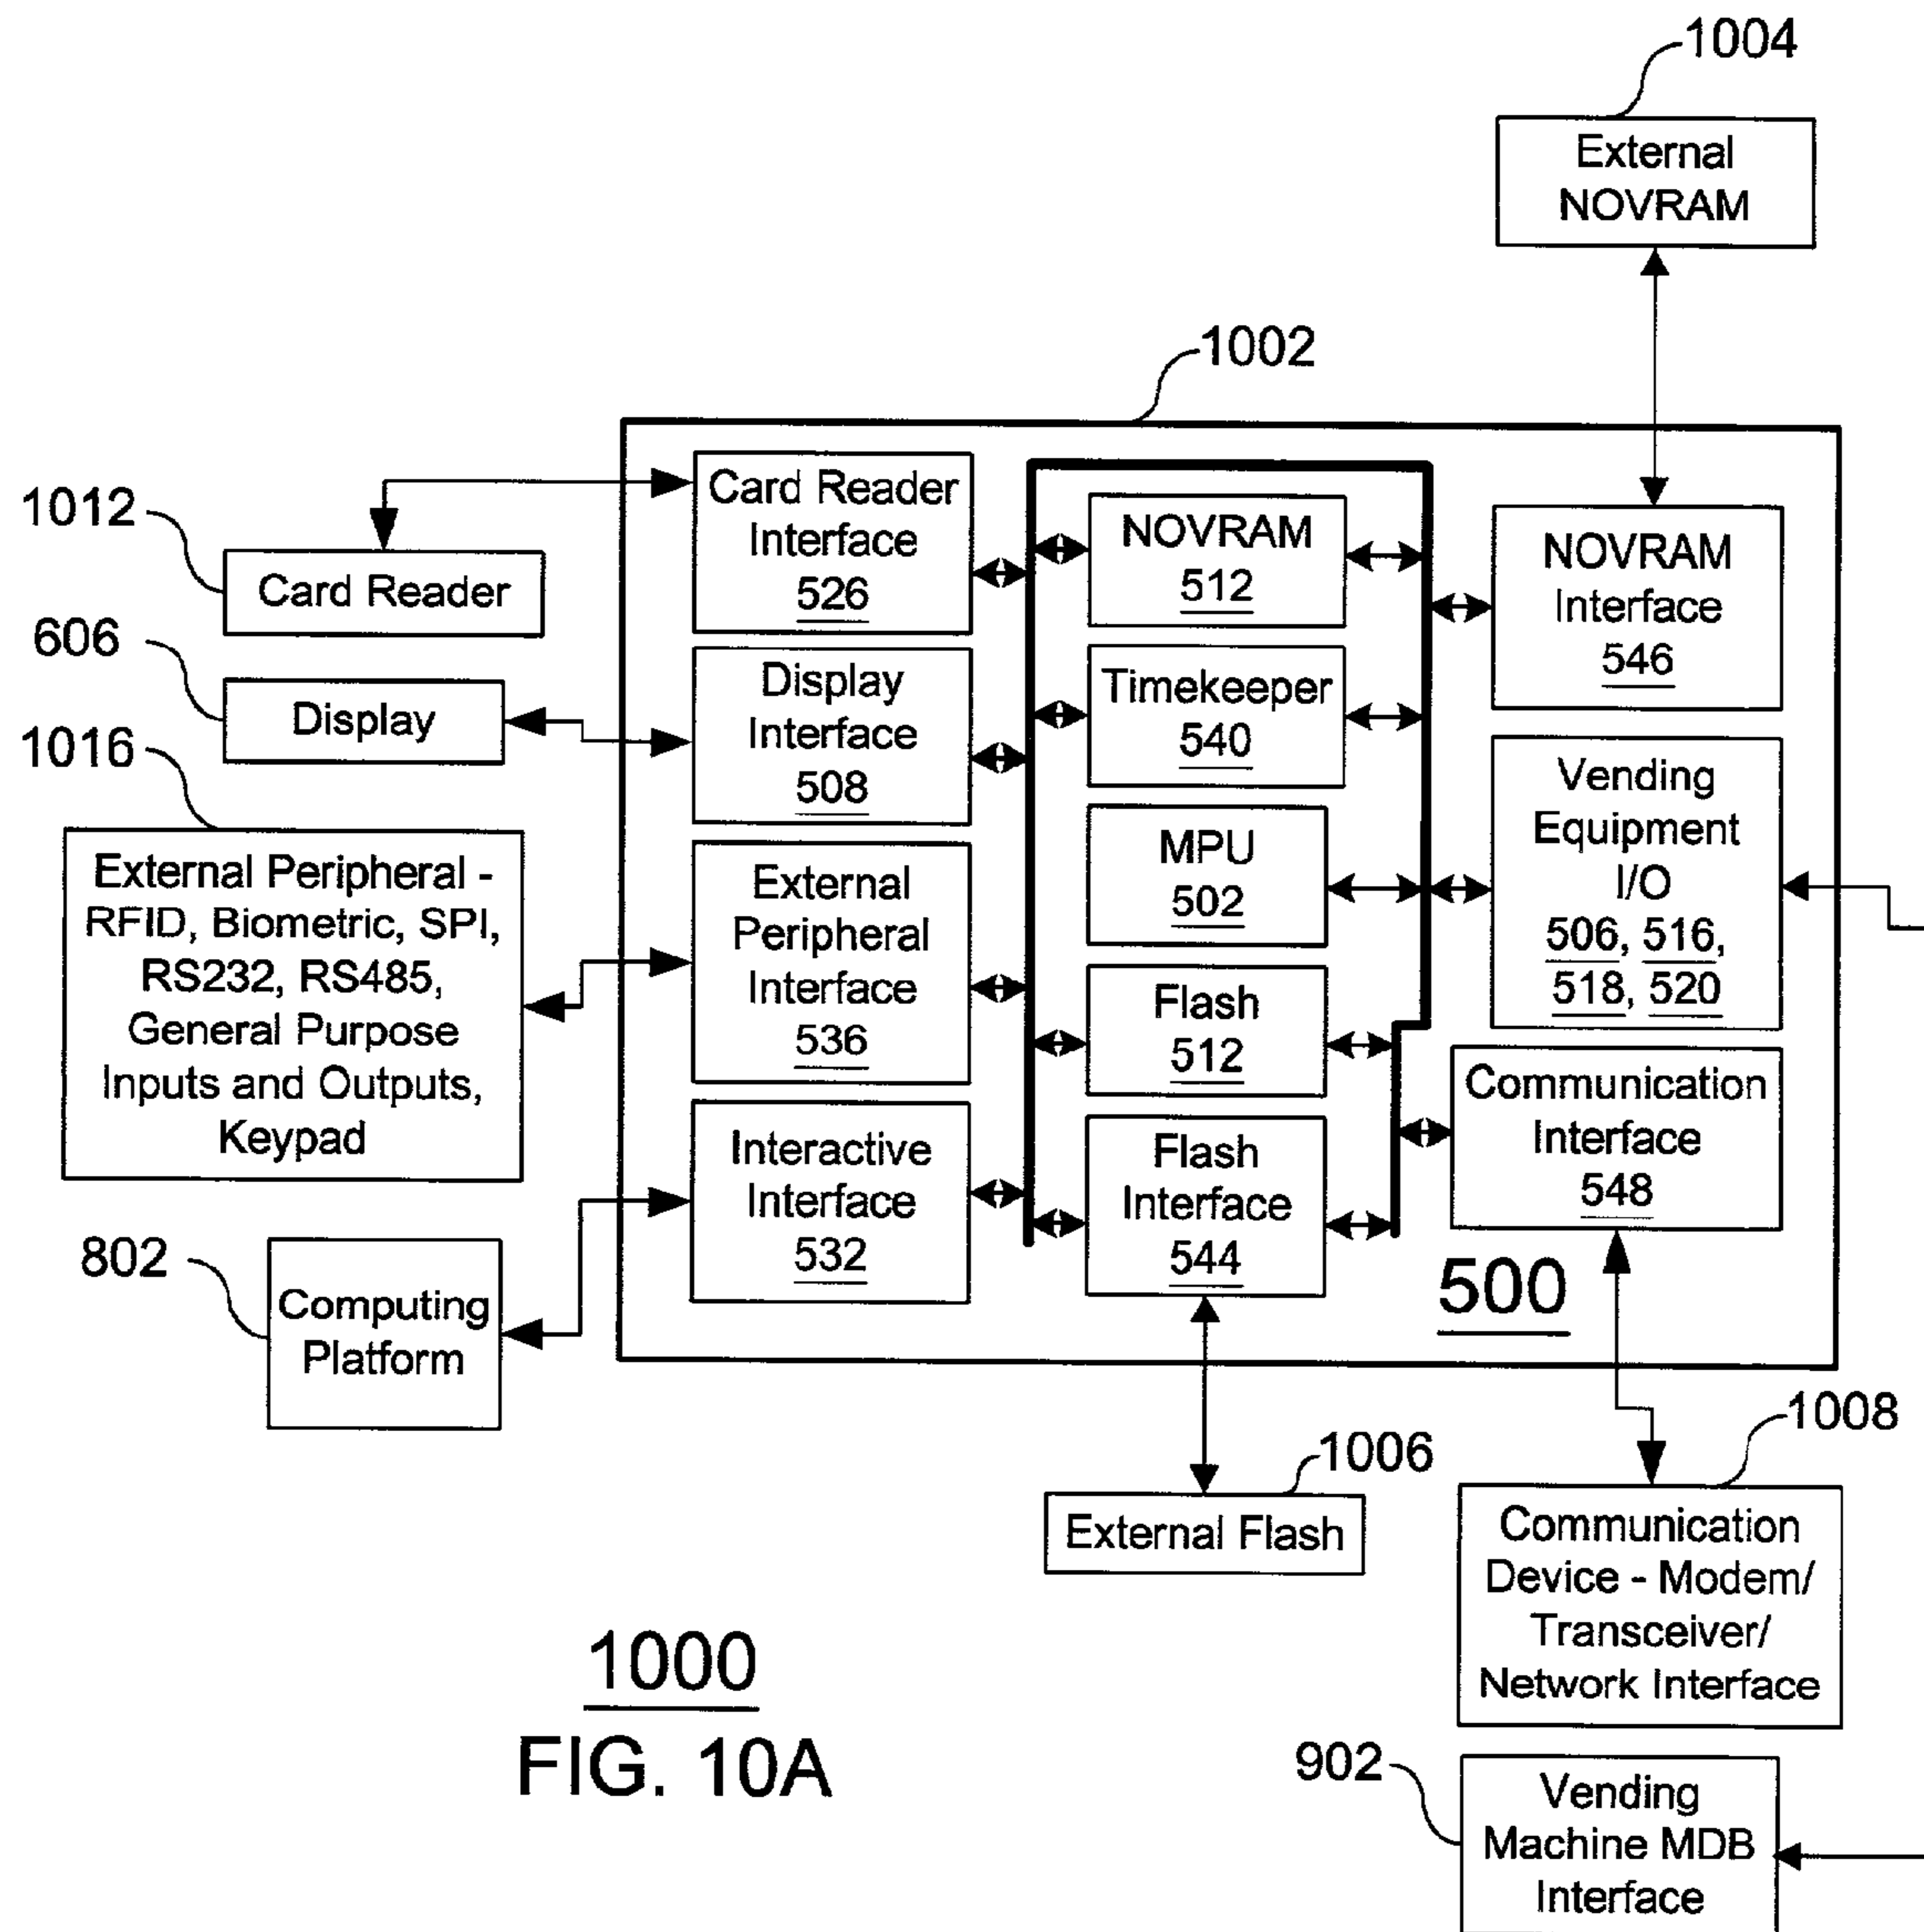 1004
External
NOVRAM
1002
1012
Card Reader
606
Display
1016
External Peripheral -
RFID, Biometric, SPI,
RS232, RS485,
General Purpose
Inputs and Outputs,
Keypad
802
Computing
Platform
Card Reader
Interface
526
Display
Interface
508
External
Peripheral
Interface
536
Interactive
Interface
532
NOVRAM
512
Timekeeper
540
MPU
502
Flash
512
Flash
Interface
544
NOVRAM
Interface
546
Vending
Equipment
I/O
506, 516,
518, 520
Communication
Interface
548
500
1006
External Flash
1008
Communication
Device - Modem/
Transceiver/
Network Interface
902
Vending
Machine MDB
Interface
1000
FIG. 10A